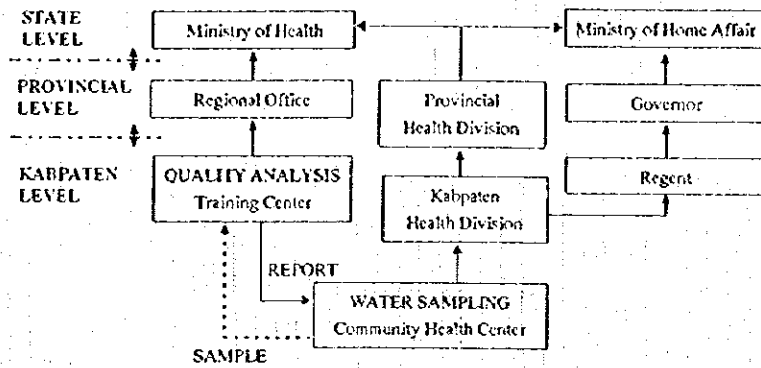 STATE
LEVEL
Ministry of Health
Ministry of Home Affair
PROVINCIAL
LEVEL
Regional Office
Provincial
Health Division
Governor
KABPATEN
LEVEL
QUALITY ANALYSIS
Training Center
Kabpaten
Health Division
Regent
REPORT
WATER SAMPLING
Community Health Center
SAMPLE